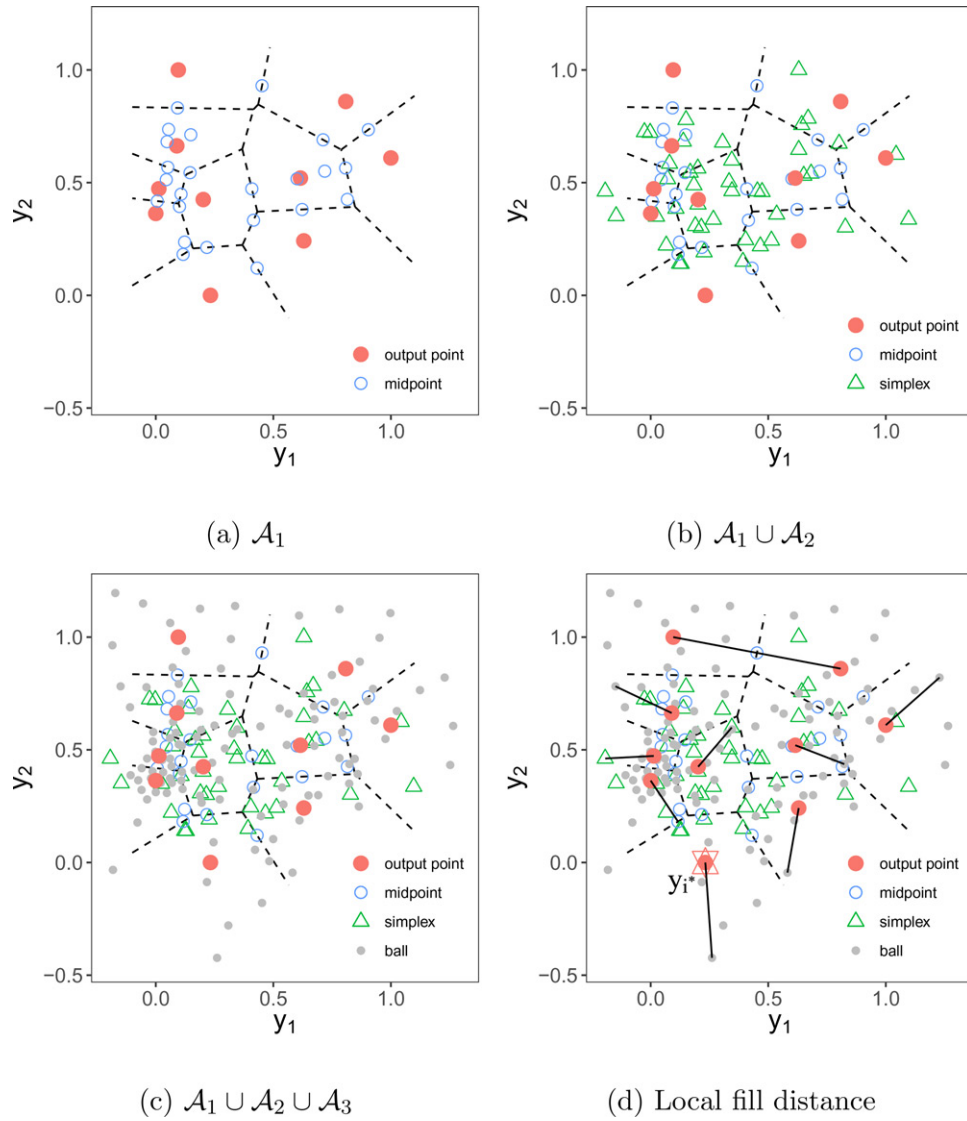 1.0
0.5
0.0
−0.5
y₂
0.0 0.5 1.0
y₁
output point
midpoint
(a) 𝒜₁
1.0
0.5
0.0
−0.5
y₂
0.0 0.5 1.0
y₁
output point
midpoint
simplex
(b) 𝒜₁ ∪ 𝒜₂
1.0
0.5
0.0
−0.5
y₂
0.0 0.5 1.0
y₁
output point
midpoint
simplex
ball
(c) 𝒜₁ ∪ 𝒜₂ ∪ 𝒜₃
1.0
0.5
0.0
−0.5
y₂
0.0 0.5 1.0
y₁
y_{i*}
output point
midpoint
simplex
ball
(d) Local fill distance